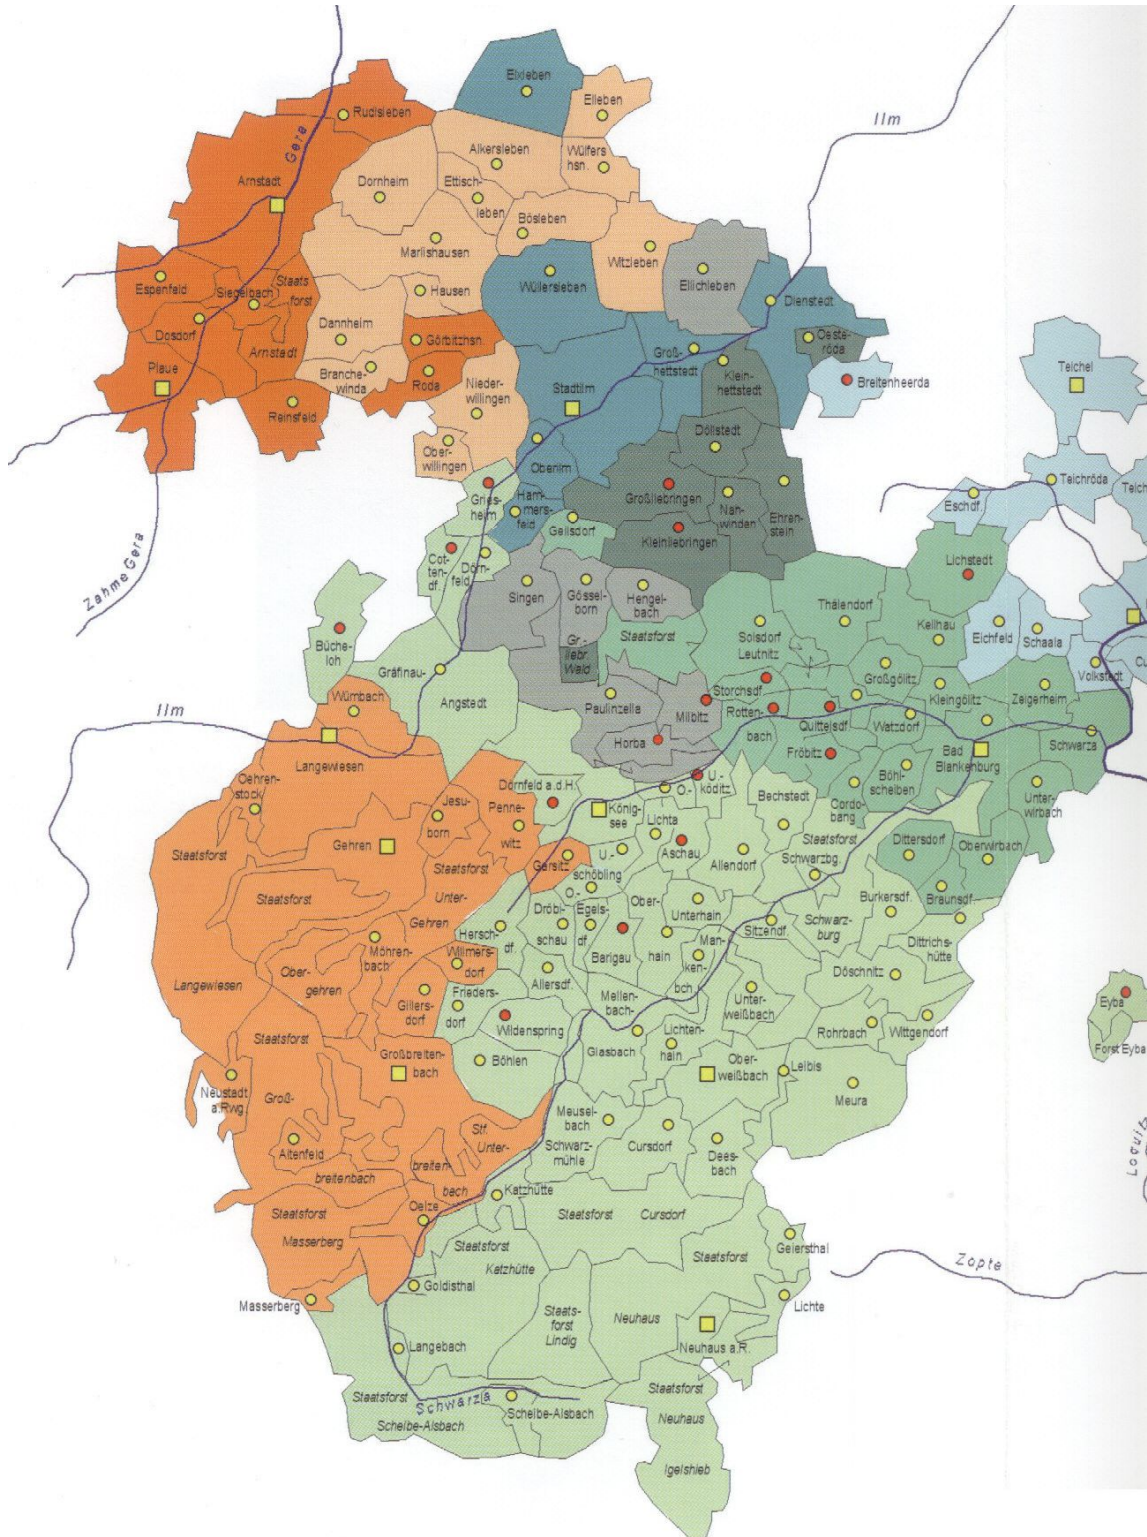 Elxleben
Elleben
Rudisleben
Ilm
Gera
Alkersleben
Wülfers
hsn.
Arnstadt
Dornheim
Ettisch-
leben
Bösleben
Marlishausen
Witzleben
Espenfeld
Siegelbach
Staats
forst
Hausen
Wüllersleben
Ellichleben
Dienstedt
Dosdorf
Arnstadt
Dannheim
Görbitzhsn.
Groß-
hettstedt
Oeste-
röda
Plaue
Branche-
winda
Roda
Nieder-
willingen
Stadtilm
Klein-
hettstedt
Breitenheerda
Teichel
Reinsfeld
Ober-
willingen
Oberilm
Döllstedt
Gries-
heim
Ham-
mers-
feld
Großliebringen
Nah-
winden
Ehren-
stein
Eschdf.
Teichröda
Teich
Geilsdorf
Kleinliebringen
Zahme Gera
Cot-
ten-
df.
Dörn-
feld
Singen
Gössel-
born
Hengel-
bach
Lichstedt
Büche-
loh
Gr.-
liebr
Wald
Staatsforst
Solsdorf
Leutnitz
Thälendorf
Keilhau
Eichfeld
Schaala
Gräfinau-
Angstedt
Volkstedt
Cu
Wümbach
Ilm
Langewiesen
Paulinzella
Milbitz
Storchsdf.
Rotten-
bach
Großgölitz
Kleingölitz
Zeigerheim
Quittelsdf.
Watzdorf
Horba
Fröbitz
Bad
Blankenburg
Schwarza
Oehren-
stock
Jesu-
born
Penne-
witz
Dörnfeld a.d.H.
U.-
köditz
O.-
König-
see
Bechstedt
Cordo-
bang
Böhl-
scheiben
Unter-
wirbach
Staatsforst
Gehren
Lichta
Aschau
Allendorf
Staatsforst
Schwarzbg.
Dittersdorf
Oberwirbach
Garsitz
U.-
schöbling
O.-
Staatsforst
Unter-
Gehren
Staatsforst
Ober-
Unterhain
Burkersdf.
Braunsdf.
Hersch-
df.
Dröbi-
schau
Egels-
df.
Barigau
hain
Man-
ken-
bch
Sitzendf.
Schwarz-
burg
Dittrichs-
hütte
Möhren-
bach
Ober-
gehren
Willmers-
dorf
Langewiesen
Gillers-
dorf
Frieders-
dorf
Allersdf.
Mellen-
bach-
Glasbach
Unter-
weißbach
Döschnitz
Rohrbach
Wittgendorf
Eyba
Forst Eyba
Staatsforst
Wildenspring
Lichten-
hain
Großbreiten-
bach
Böhlen
Ober-
weißbach
Leibis
Meura
Neustadt
a.Rwg.
Groß-
Altenfeld
breitenbach
Stf.
Unter-
breiten-
bach
Meusel-
bach
Schwarz-
mühle
Cursdorf
Dees-
bach
Loquitz
Staatsforst
Masserberg
Oelze
Katzhütte
Staatsforst
Cursdorf
Staatsforst
Katzhütte
Staatsforst
Geiersthal
Zopte
Masserberg
Goldisthal
Staats-
forst
Lindig
Neuhaus
Lichte
Langebach
Neuhaus a.R.
Staatsforst
Scheibe-Alsbach
Schwarza
Scheibe-Alsbach
Staatsforst
Neuhaus
Igelshieb